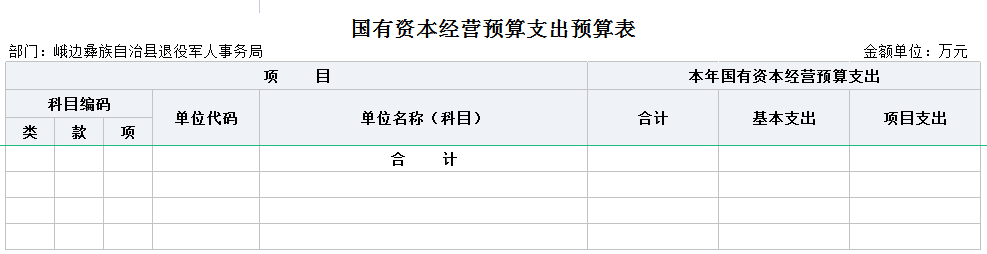 国有资本经营预算支出预算表
部门：峨边彝族自治县退役军人事务局 金额单位：万元
项 目 本年国有资本经营预算支出
科目编码 单位代码 单位名称（科目） 合计 基本支出 项目支出
类 款 项
合 计